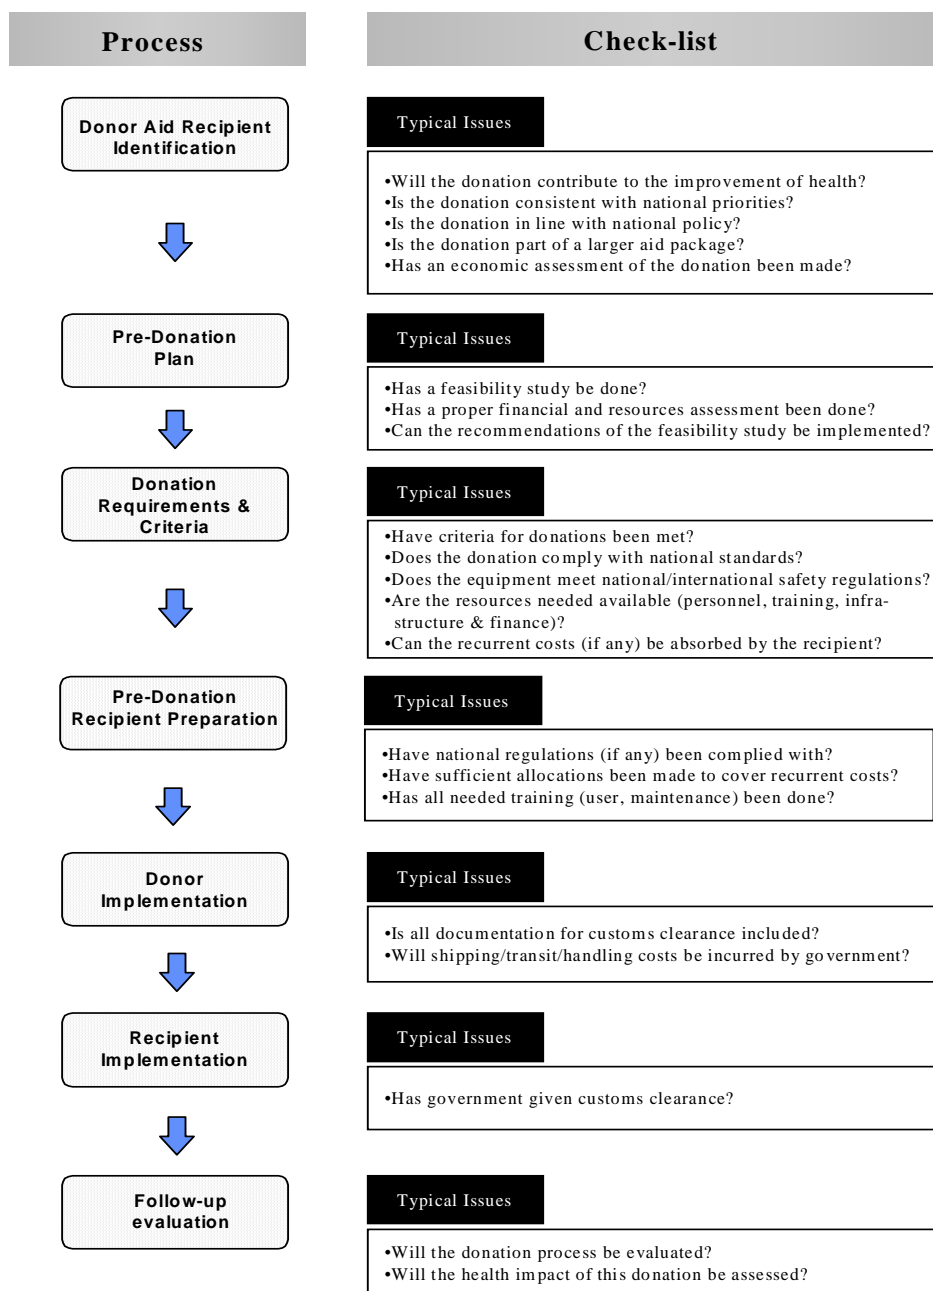 Process
Check-list
Donor Aid Recipient
Identification
Typical Issues
•Will the donation contribute to the improvement of health?
•Is the donation consistent with national priorities?
•Is the donation in line with national policy?
•Is the donation part of a larger aid package?
•Has an economic assessment of the donation been made?
Pre-Donation
Plan
Typical Issues
•Has a feasibility study be done?
•Has a proper financial and resources assessment been done?
•Can the recommendations of the feasibility study be implemented?
Donation
Requirements &
Criteria
Typical Issues
•Have criteria for donations been met?
•Does the donation comply with national standards?
•Does the equipment meet national/international safety regulations?
•Are the resources needed available (personnel, training, infra-
structure & finance)?
•Can the recurrent costs (if any) be absorbed by the recipient?
Pre-Donation
Recipient Preparation
Typical Issues
•Have national regulations (if any) been complied with?
•Have sufficient allocations been made to cover recurrent costs?
•Has all needed training (user, maintenance) been done?
Donor
Implementation
Typical Issues
•Is all documentation for customs clearance included?
•Will shipping/transit/handling costs be incurred by government?
Recipient
Implementation
Typical Issues
•Has government given customs clearance?
Follow-up
evaluation
Typical Issues
•Will the donation process be evaluated?
•Will the health impact of this donation be assessed?